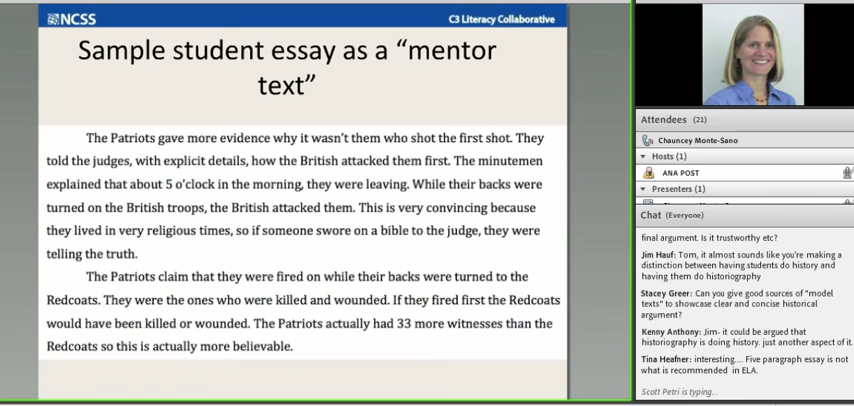 NCSS
C3 Literacy Collaborative
Sample student essay as a “mentor
text”
The Patriots gave more evidence why it wasn't them who shot the first shot. They
told the judges, with explicit details, how the British attacked them first. The minutemen
explained that about 5 o'clock in the morning, they were leaving. While their backs were
turned on the British troops, the British attacked them. This is very convincing because
they lived in very religious times, so if someone swore on a bible to the judge, they were
telling the truth.
The Patriots claim that they were fired on while their backs were turned to the
Redcoats. They were the ones who were killed and wounded. If they fired first the Redcoats
would have been killed or wounded. The Patriots actually had 33 more witnesses than the
Redcoats so this is actually more believable.
Attendees (21)
Chauncey Monte-Sano
Hosts (1)
ANA POST
Presenters (1)
Chat (Everyone)
final argument. Is it trustworthy etc?
Jim Hauf: Tom, it almost sounds like you're making a
distinction between having students do history and
having them do historiography
Stacey Greer: Can you give good sources of "model
texts" to showcase clear and concise historical
argument?
Kenny Anthony: Jim- it could be argued that
historiography is doing history. just another aspect of it.
Tina Heafner: interesting.... Five paragraph essay is not
what is recommended in ELA.
Scott Petri is typing...